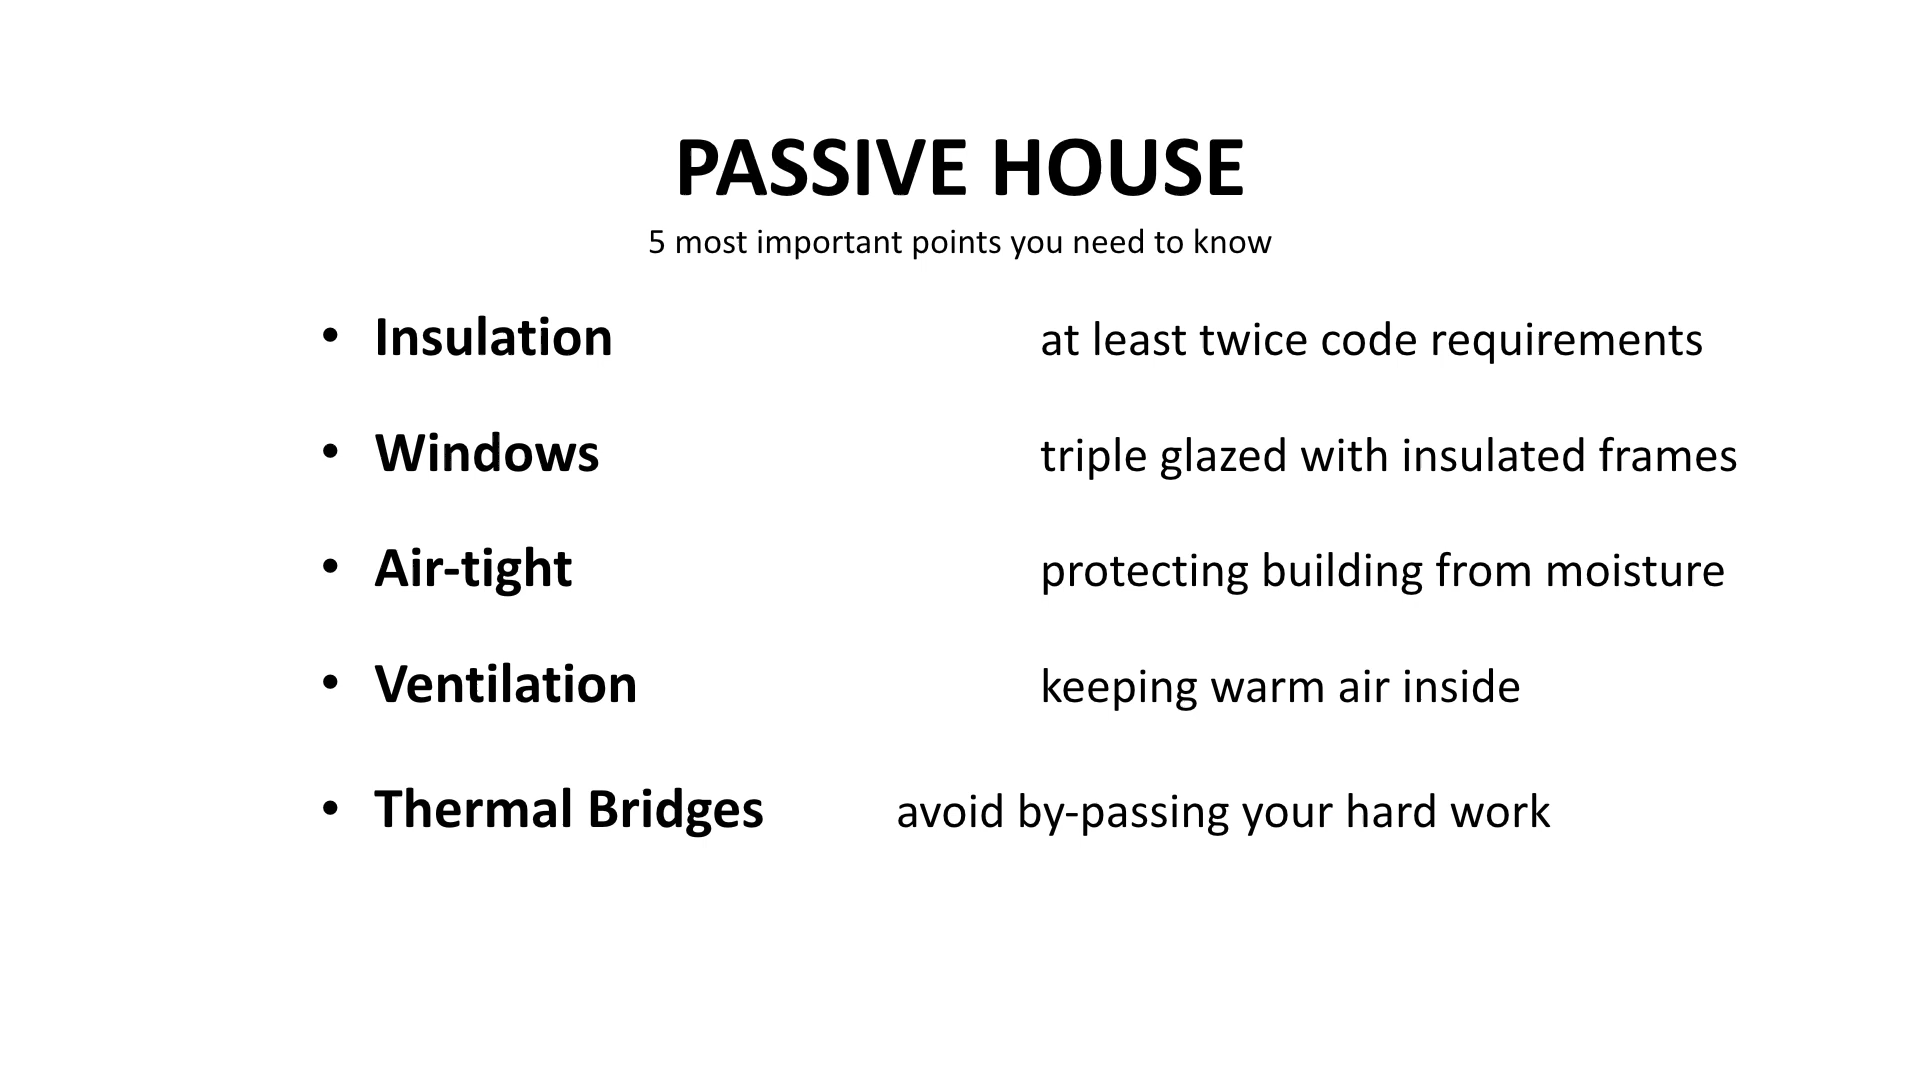 PASSIVE HOUSE
5 most important points you need to know
• Insulation at least twice code requirements
• Windows triple glazed with insulated frames
• Air-tight protecting building from moisture
• Ventilation keeping warm air inside
• Thermal Bridges avoid by-passing your hard work